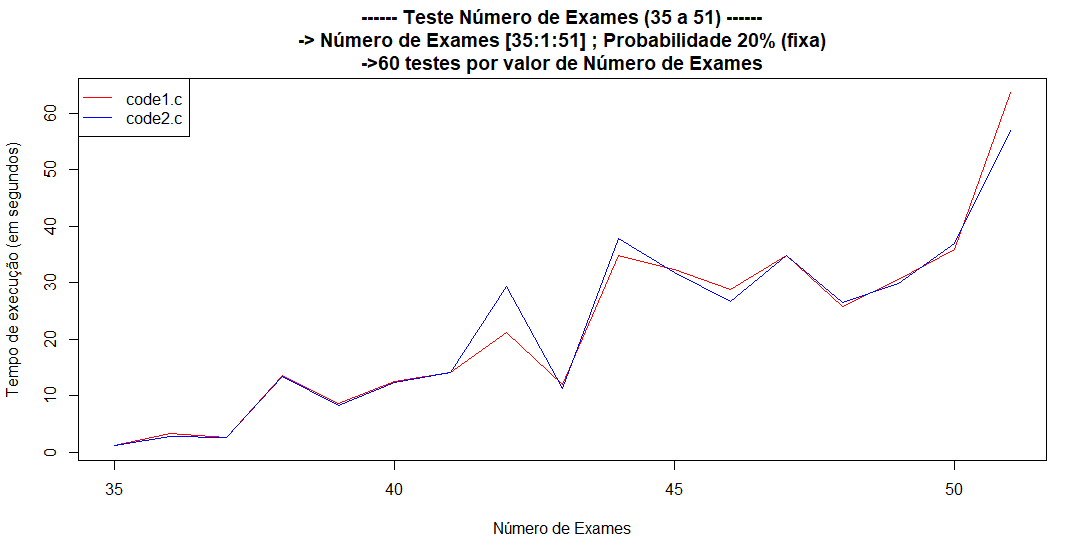 ------ Teste Número de Exames (35 a 51) ------
-> Número de Exames [35:1:51] ; Probabilidade 20% (fixa)
->60 testes por valor de Número de Exames
code1.c
code2.c
Tempo de execução (em segundos)
60
50
40
30
20
10
0
35 40 45 50
Número de Exames